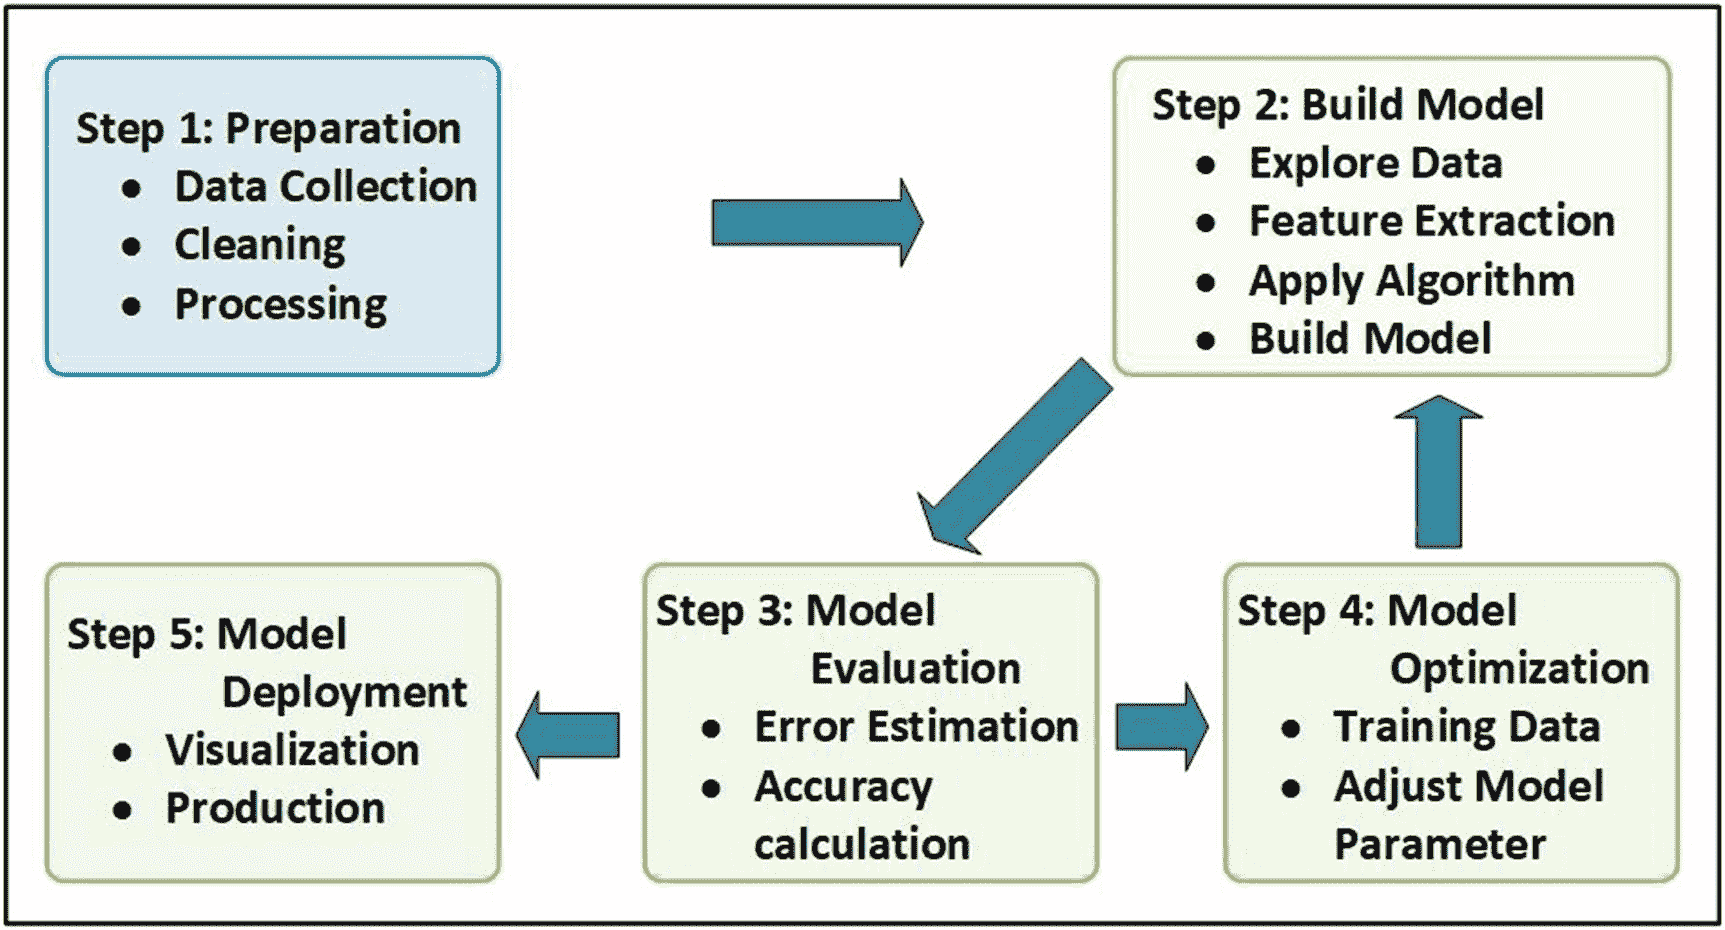 Step 1: Preparation
● Data Collection
● Cleaning
● Processing
Step 2: Build Model
● Explore Data
● Feature Extraction
● Apply Algorithm
● Build Model
Step 3: Model
Evaluation
● Error Estimation
● Accuracy
calculation
Step 4: Model
Optimization
● Training Data
● Adjust Model
Parameter
Step 5: Model
Deployment
● Visualization
● Production